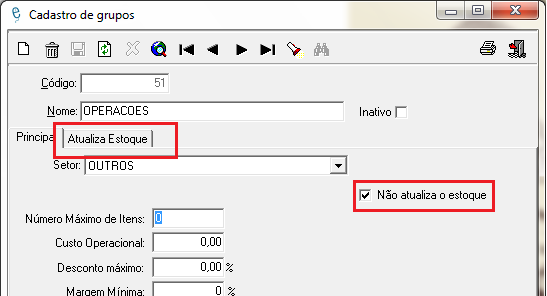 Cadastro de grupos
Código: 51
Nome: OPERACOES Inativo
Principal Atualiza Estoque
Setor: OUTROS
Não atualiza o estoque
Número Máximo de Itens: 0
Custo Operacional: 0,00
Desconto máximo: 0,00 %
Margem Mínima: 0 %